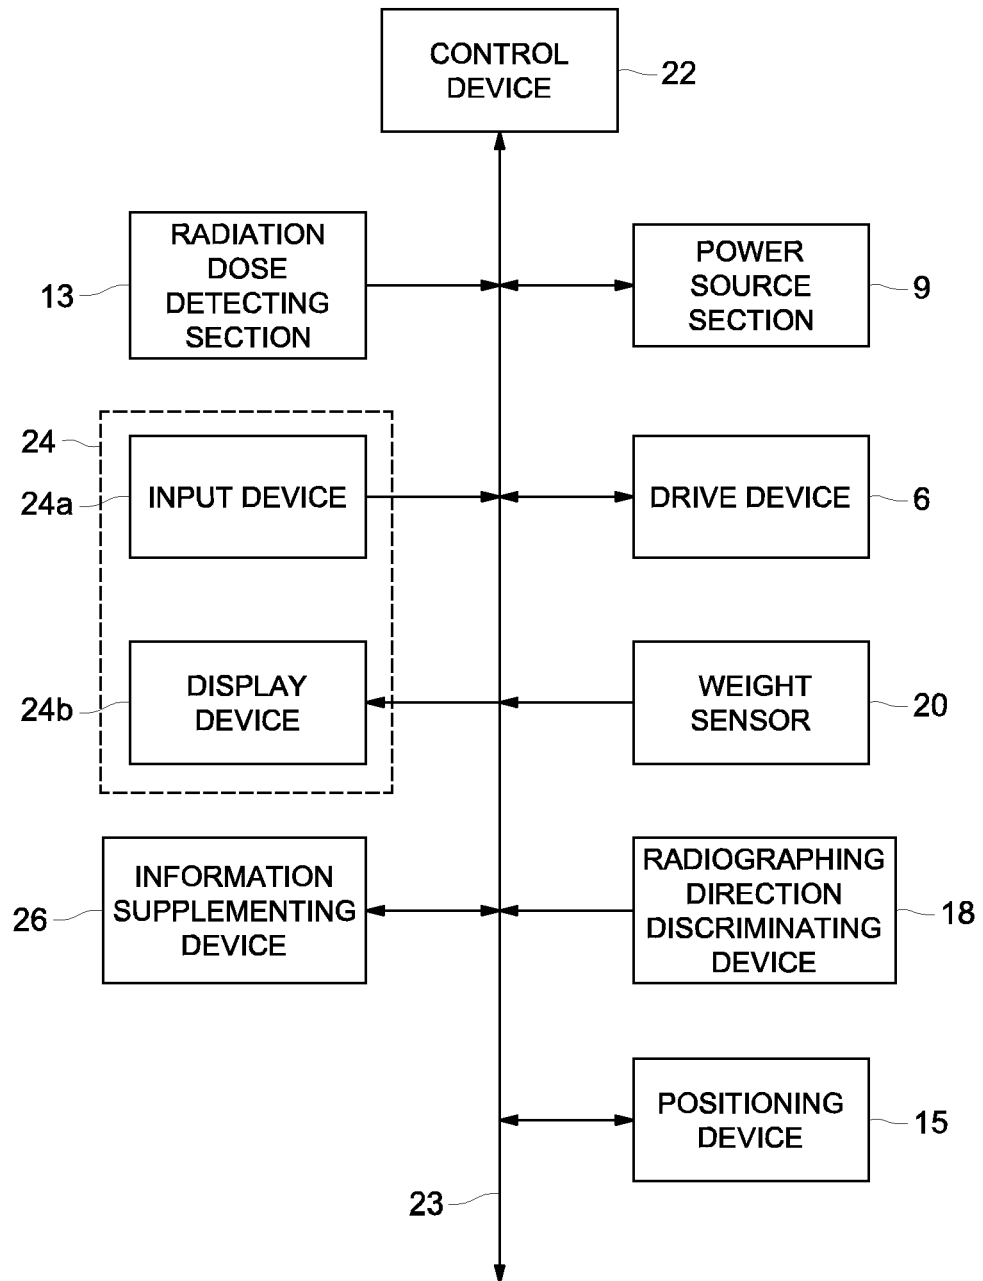 CONTROL
DEVICE
22
RADIATION
DOSE
DETECTING
SECTION
13
POWER
SOURCE
SECTION
9
24
24a
INPUT DEVICE
DRIVE DEVICE
6
24b
DISPLAY
DEVICE
WEIGHT
SENSOR
20
26
INFORMATION
SUPPLEMENTING
DEVICE
RADIOGRAPHING
DIRECTION
DISCRIMINATING
DEVICE
18
POSITIONING
DEVICE
15
23